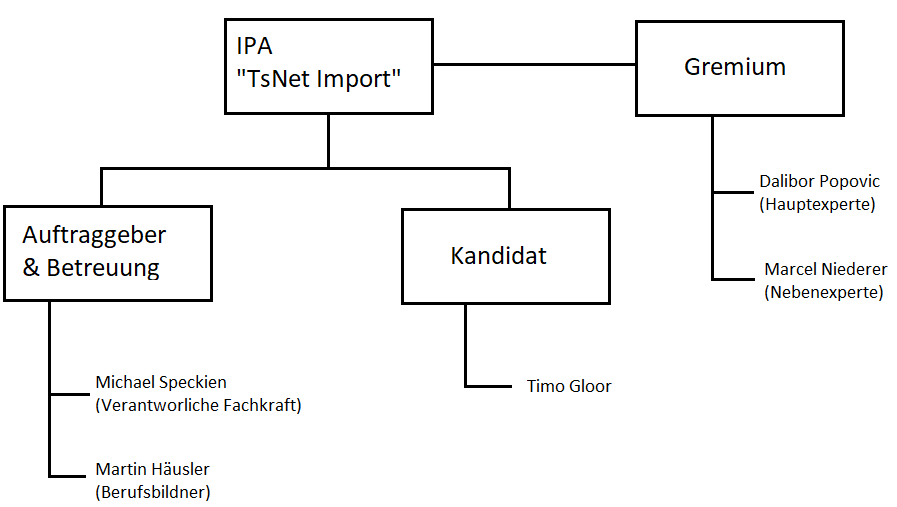 IPA
"TsNet Import"
Gremium
Dalibor Popovic
(Hauptexperte)
Marcel Niederer
(Nebenexperte)
Auftraggeber
& Betreuung
Kandidat
Michael Speckien
(Verantworliche Fachkraft)
Martin Häusler
(Berufsbildner)
Timo Gloor